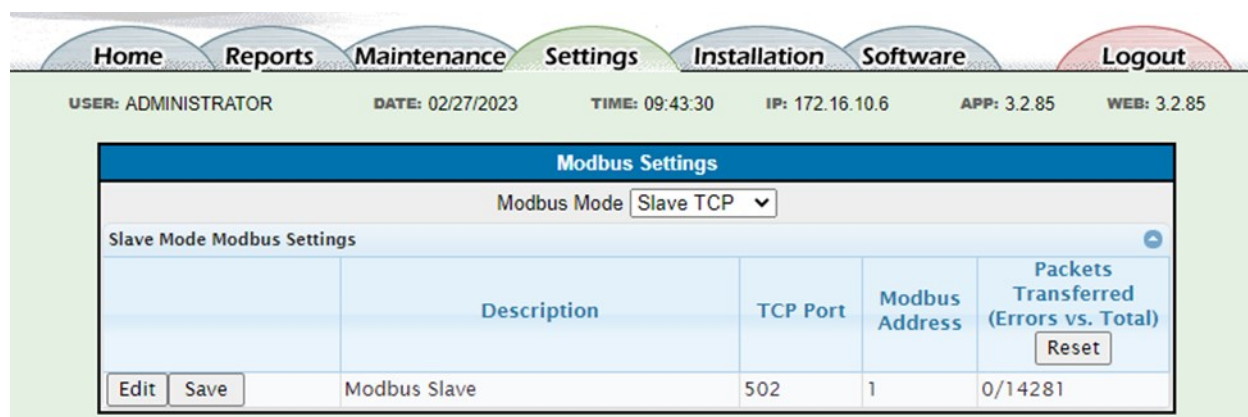 Home Reports Maintenance Settings Installation Software Logout
USER: ADMINISTRATOR DATE: 02/27/2023 TIME: 09:43:30 IP: 172.16.10.6 APP: 3.2.85 WEB: 3.2.85
Modbus Settings
Modbus Mode Slave TCP
Slave Mode Modbus Settings
Description TCP Port Modbus Address Packets Transferred (Errors vs. Total) Reset
Edit Save Modbus Slave 502 1 0/14281